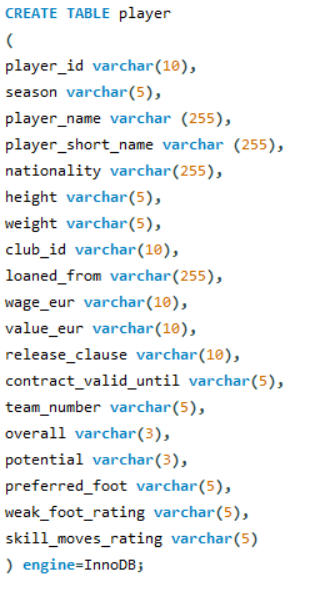 CREATE TABLE player
(
player_id varchar(10),
season varchar(5),
player_name varchar (255),
player_short_name varchar (255),
nationality varchar(255),
height varchar(5),
weight varchar(5),
club_id varchar(10),
loaned_from varchar(255),
wage_eur varchar(10),
value_eur varchar(10),
release_clause varchar(10),
contract_valid_until varchar(5),
team_number varchar(5),
overall varchar(3),
potential varchar(3),
preferred_foot varchar(5),
weak_foot_rating varchar(5),
skill_moves_rating varchar(5)
) engine=InnoDB;